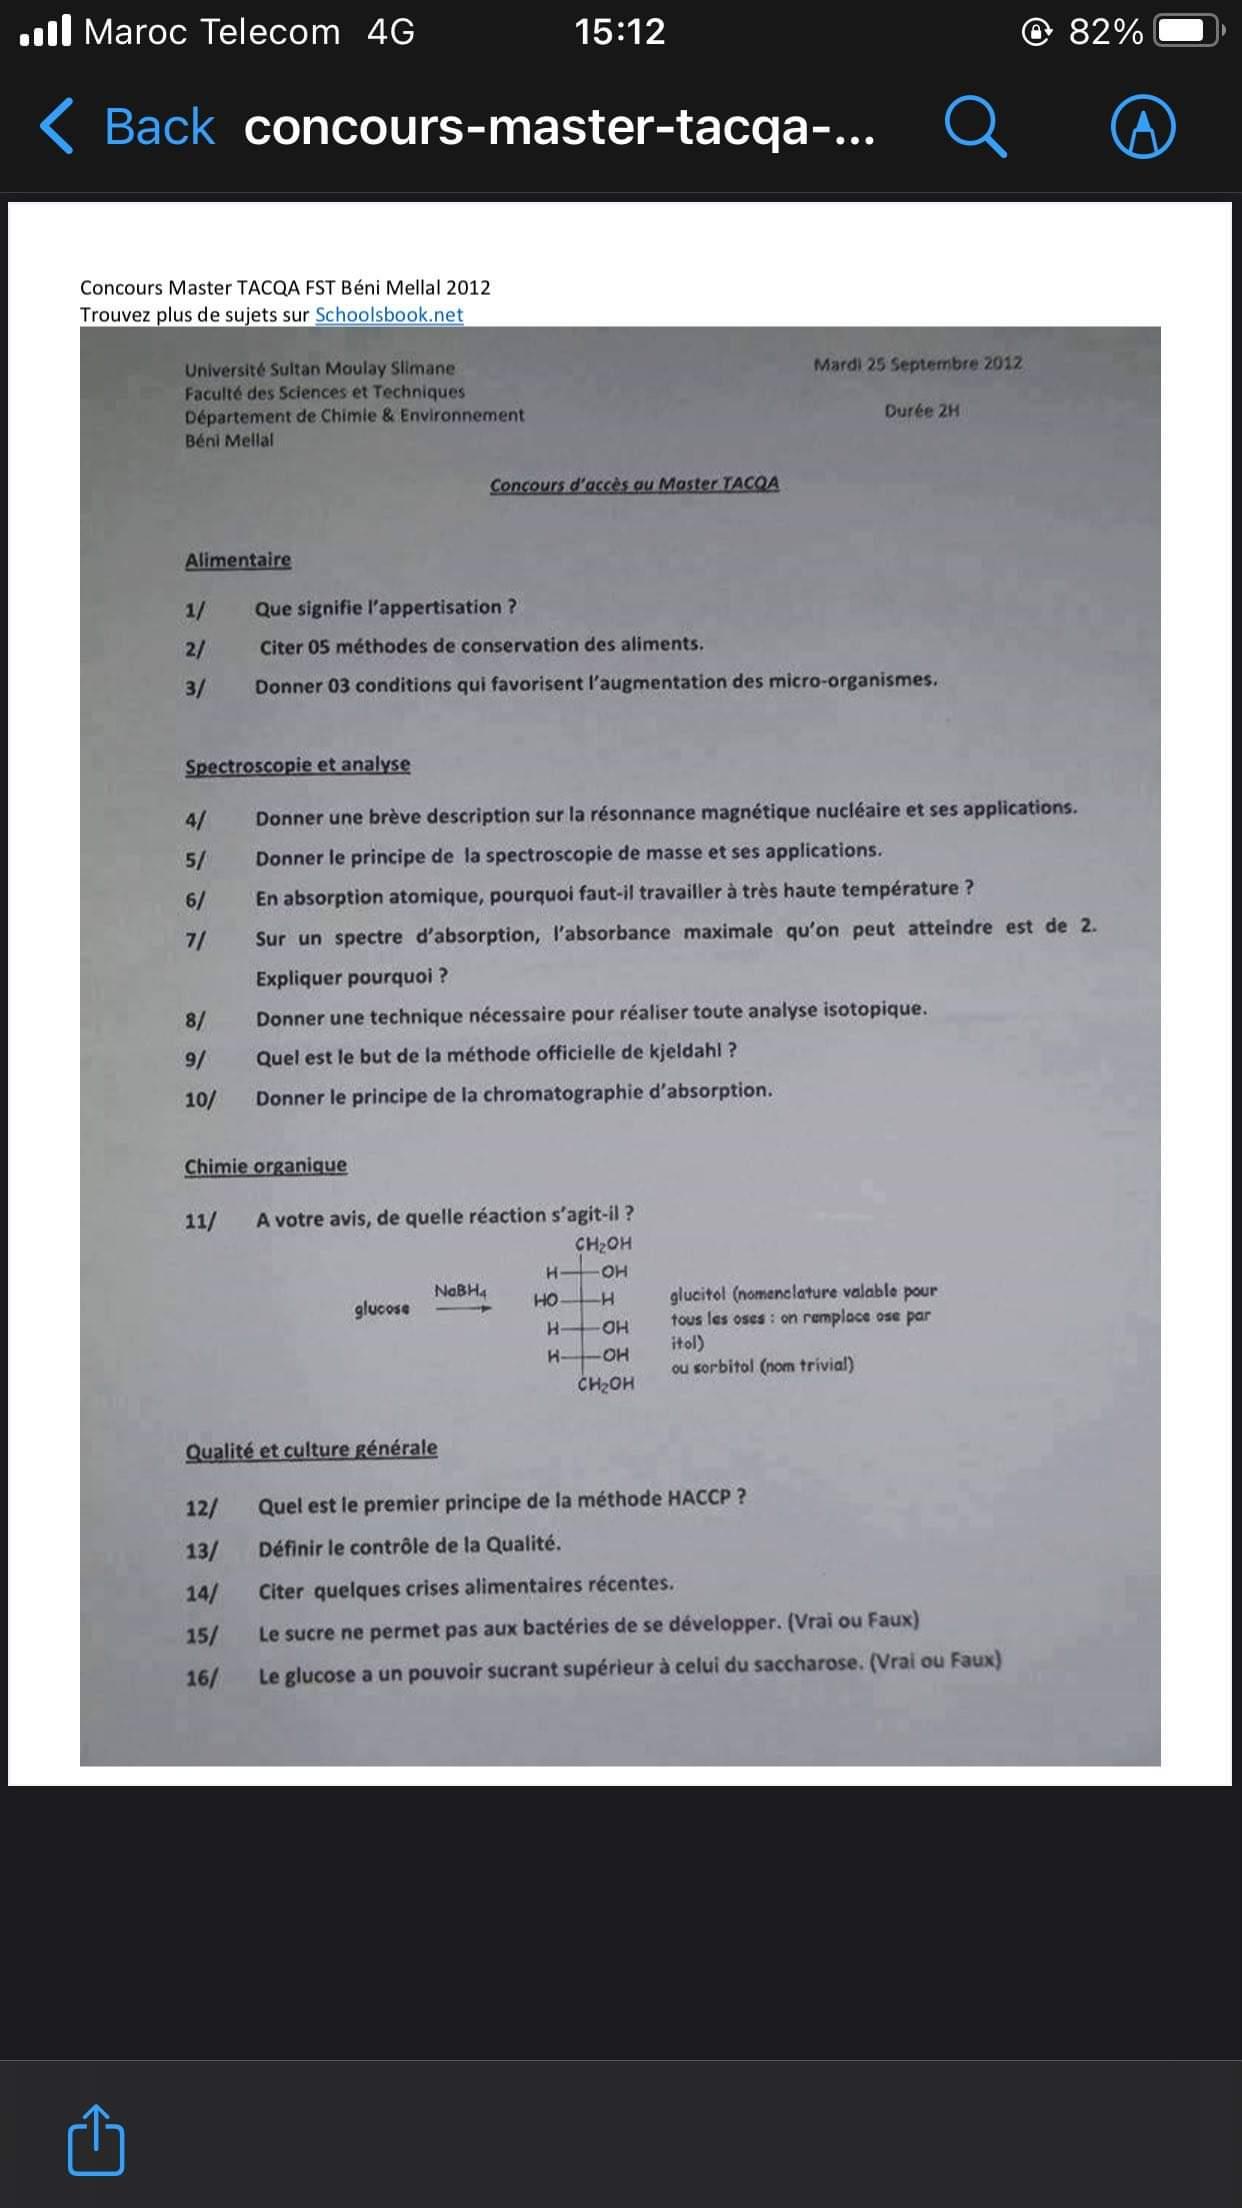 Maroc Telecom 4G 15:12 82%
Back concours-master-tacqa-...
Concours Master TACQA FST Béni Mellal 2012
Trouvez plus de sujets sur Schoolsbook.net
Université Sultan Moulay Slimane
Mardi 25 Septembre 2012
Faculté des Sciences et Techniques
Département de Chimie & Environnement
Durée 2H
Béni Mellal
Concours d'accès au Master TACQA
Alimentaire
1/ Que signifie l'appertisation ?
2/ Citer 05 méthodes de conservation des aliments.
3/ Donner 03 conditions qui favorisent l'augmentation des micro-organismes.
Spectroscopie et analyse
4/ Donner une brève description sur la résonnance magnétique nucléaire et ses applications.
5/ Donner le principe de la spectroscopie de masse et ses applications.
6/ En absorption atomique, pourquoi faut-il travailler à très haute température ?
7/ Sur un spectre d'absorption, l'absorbance maximale qu'on peut atteindre est de 2.
Expliquer pourquoi ?
8/ Donner une technique nécessaire pour réaliser toute analyse isotopique.
9/ Quel est le but de la méthode officielle de kjeldahl ?
10/ Donner le principe de la chromatographie d'absorption.
Chimie organique
11/ A votre avis, de quelle réaction s'agit-il ?
CH₂OH
H OH
glucose NaBH₄ HO H glucitol (nomenclature valable pour
H OH tous les oses : on remplace ose par
itol)
H OH ou sorbitol (nom trivial)
CH₂OH
Qualité et culture générale
12/ Quel est le premier principe de la méthode HACCP ?
13/ Définir le contrôle de la Qualité.
14/ Citer quelques crises alimentaires récentes.
15/ Le sucre ne permet pas aux bactéries de se développer. (Vrai ou Faux)
16/ Le glucose a un pouvoir sucrant supérieur à celui du saccharose. (Vrai ou Faux)